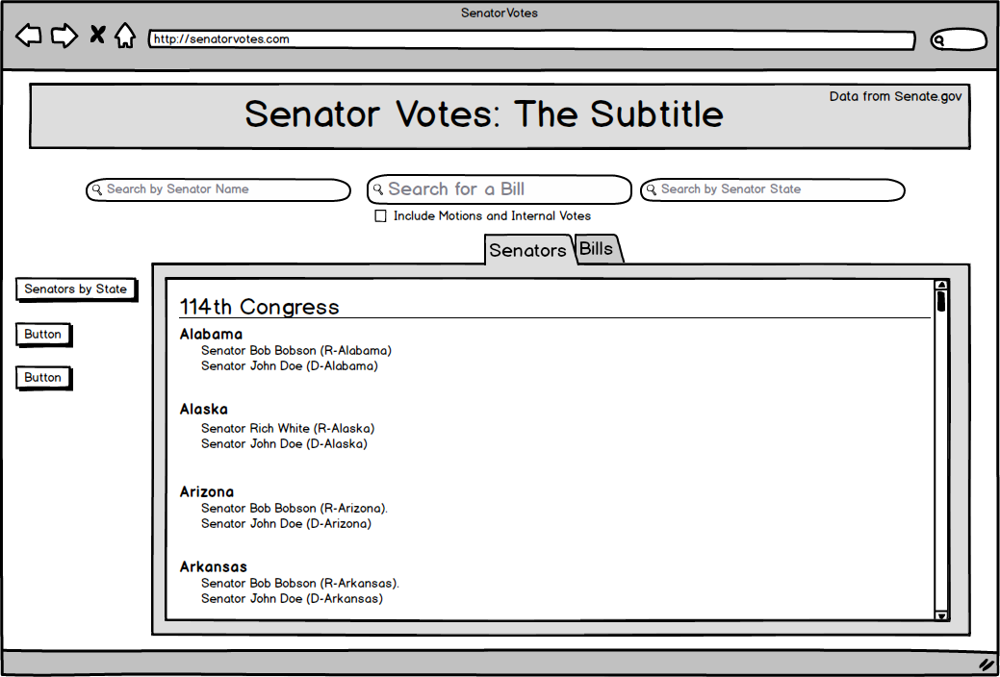 SenatorVotes
http://senatorvotes.com
Data from Senate.gov
Senator Votes: The Subtitle
Search by Senator Name
Search for a Bill
Search by Senator State
Include Motions and Internal Votes
Senators
Bills
Senators by State
Button
Button
114th Congress
Alabama
Senator Bob Bobson (R-Alabama)
Senator John Doe (D-Alabama)
Alaska
Senator Rich White (R-Alaska)
Senator John Doe (D-Alaska)
Arizona
Senator Bob Bobson (R-Arizona).
Senator John Doe (D-Arizona)
Arkansas
Senator Bob Bobson (R-Arkansas).
Senator John Doe (D-Arkansas)